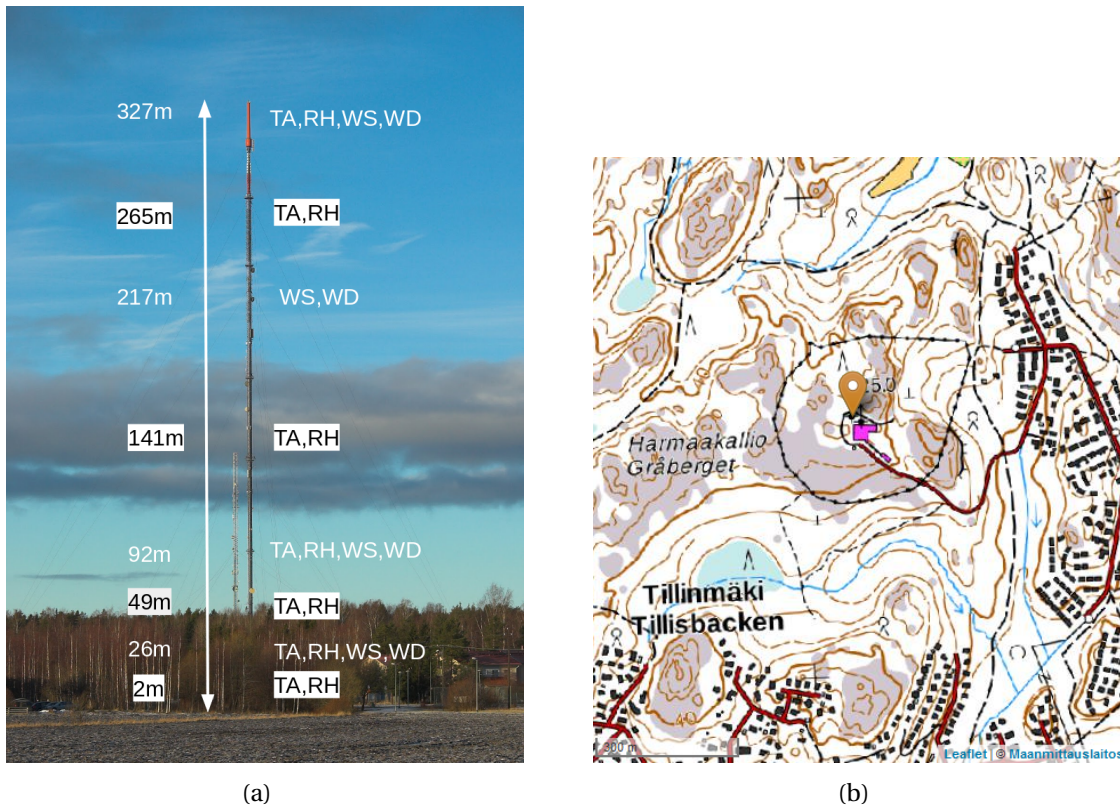 327m TA,RH,WS,WD
265m TA,RH
217m WS,WD
141m TA,RH
92m TA,RH,WS,WD
49m TA,RH
26m TA,RH,WS,WD
2m TA,RH
(a)
25.0
Harmaakallio
Gråberget
Tillinmäki
Tillisbacken
40
300 m
Leaflet | © Maanmittauslaitos
(b)